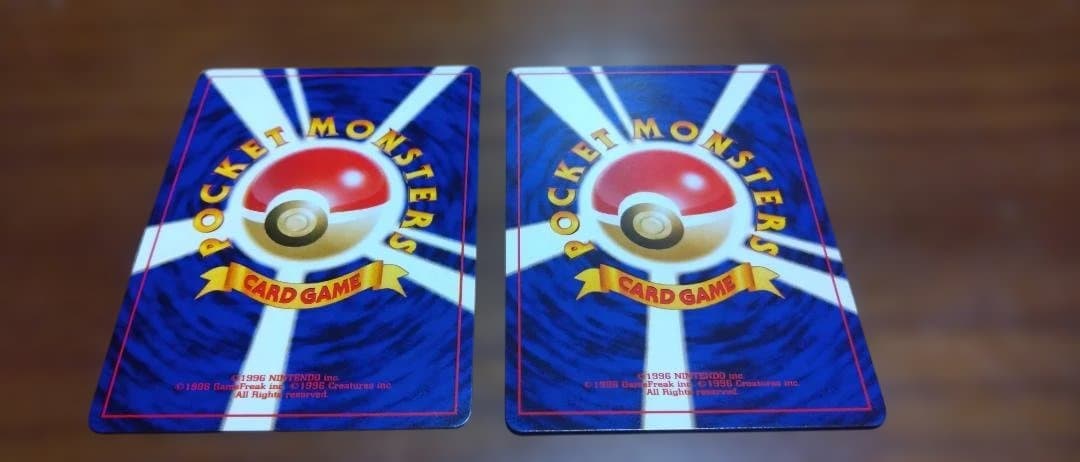 POCKET MONSTERS
CARD GAME
©1996 NINTENDO inc.
©1996 GameFreak inc. ©1996 Creatures inc.
All Rights reserved.
POCKET MONSTERS
CARD GAME
©1996 NINTENDO inc.
©1996 GameFreak inc. ©1996 Creatures inc.
All Rights reserved.